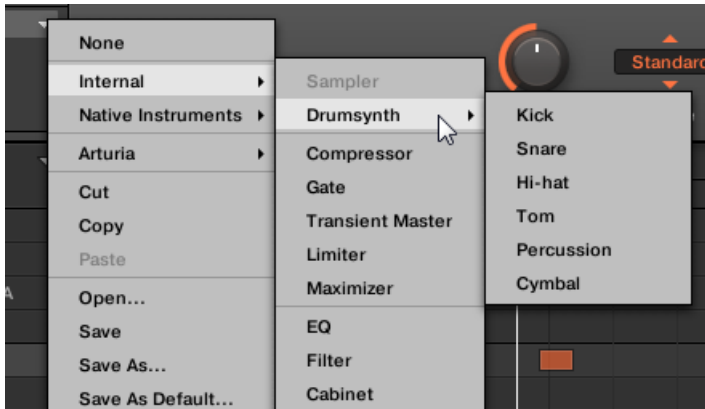 None
Internal
Native Instruments
Arturia
Cut
Copy
Paste
Open...
Save
Save As...
Save As Default...
Sampler
Drumsynth
Compressor
Gate
Transient Master
Limiter
Maximizer
EQ
Filter
Cabinet
Kick
Snare
Hi-hat
Tom
Percussion
Cymbal
Standard